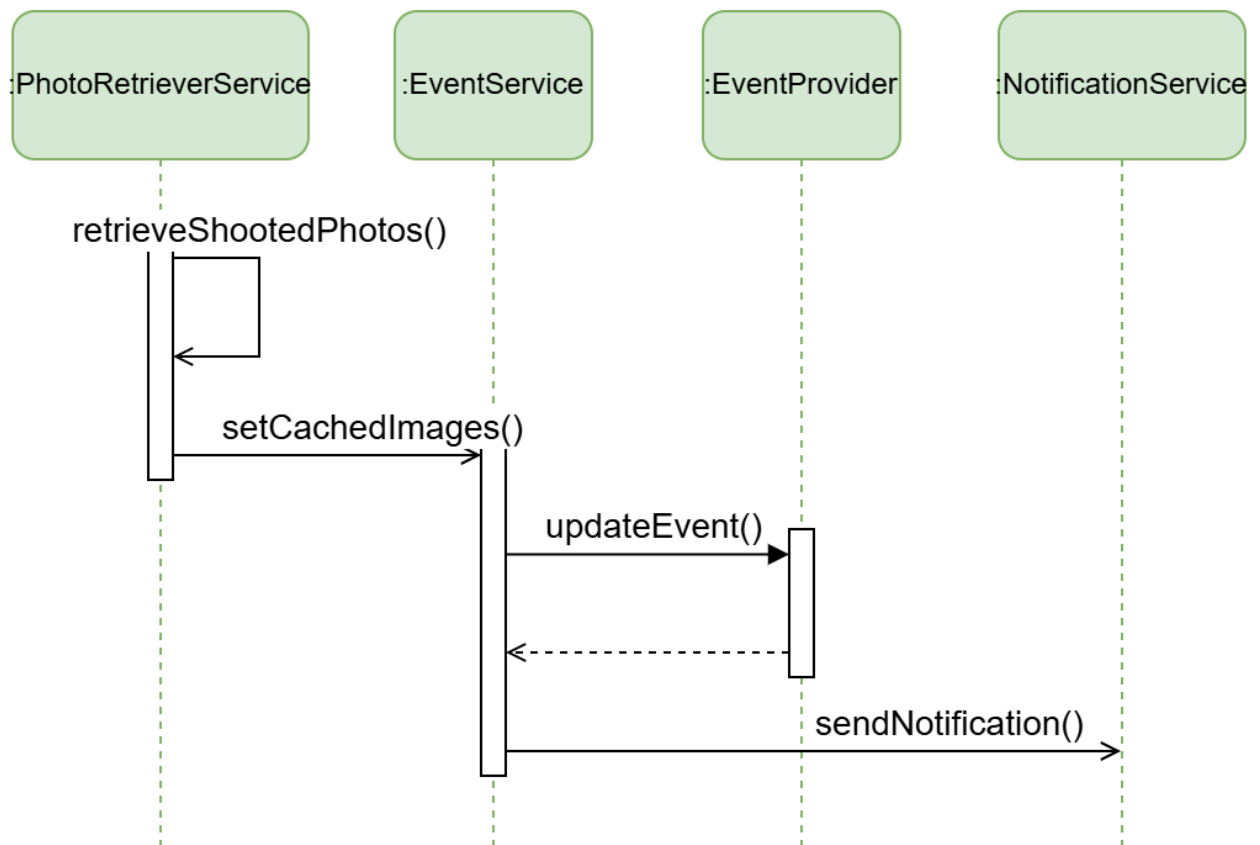 :PhotoRetrieverService
:EventService
:EventProvider
:NotificationService
retrieveShootedPhotos()
setCachedImages()
updateEvent()
sendNotification()